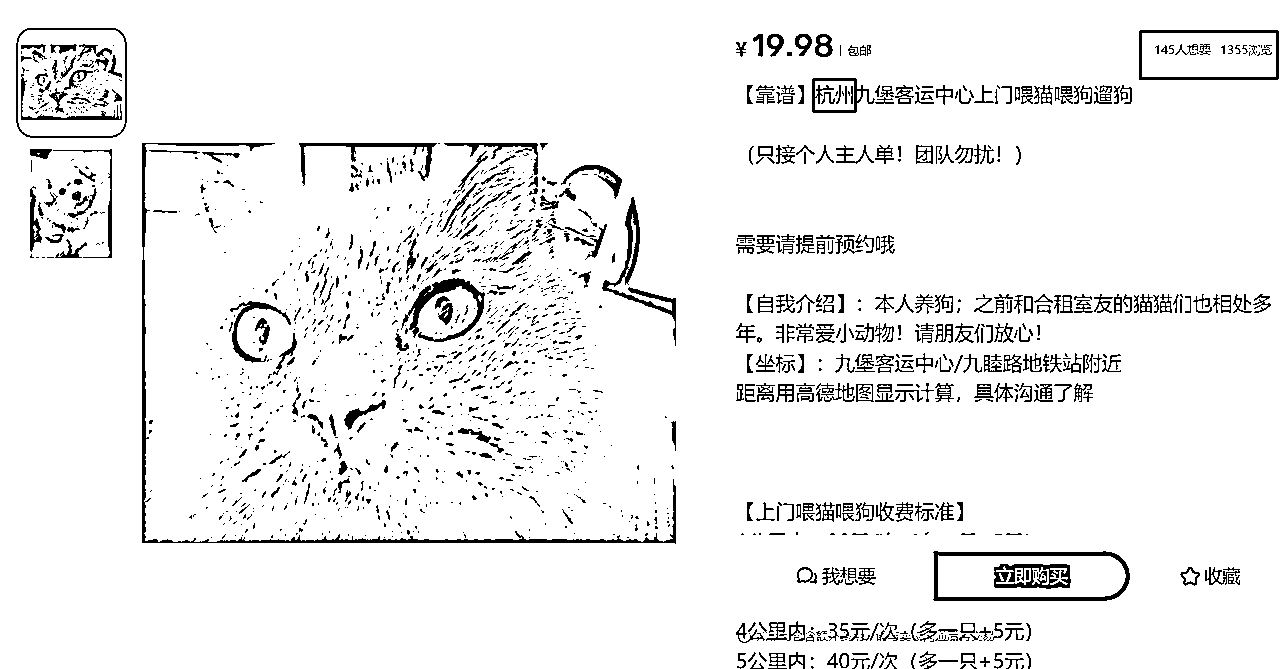 ¥19.98 包邮
145人想要 1355浏览
【靠谱】杭州九堡客运中心上门喂猫喂狗遛狗
（只接个人主人单！团队勿扰！）
需要请提前预约哦
【自我介绍】：本人养狗；之前和合租室友的猫猫们也相处多
年。非常爱小动物！请朋友们放心！
【坐标】：九堡客运中心/九睦路地铁站附近
距离用高德地图显示计算，具体沟通了解
【上门喂猫喂狗收费标准】
我想要 立即购买 收藏
4公里内：35元/次（多一只+5元）
5公里内：40元/次（多一只+5元）